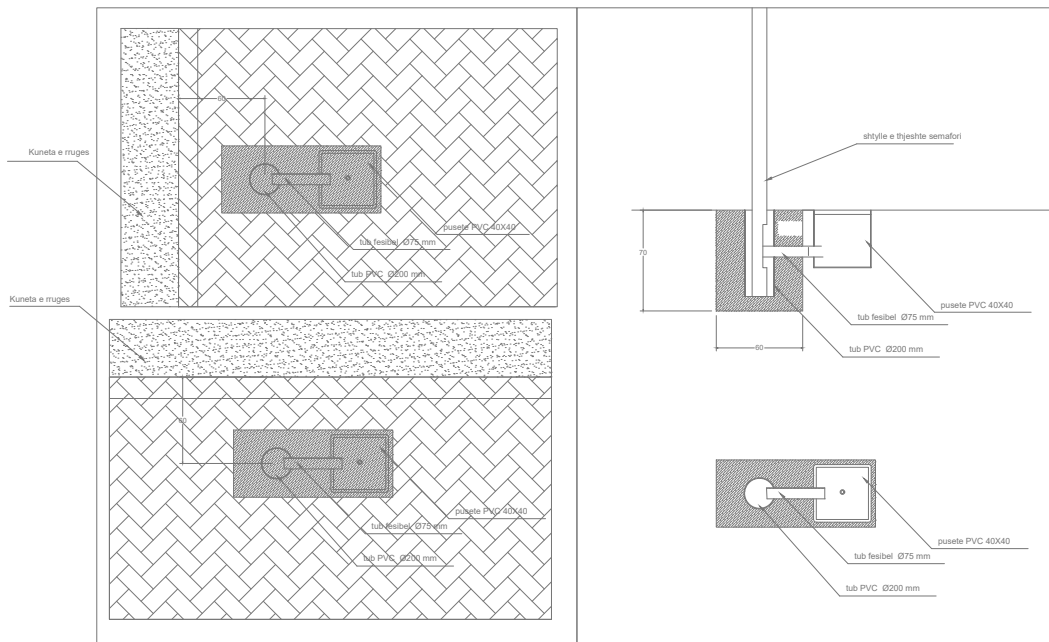 60
Kuneta e rruges
pusete PVC 40X40
tub fesibel Ø75 mm
tub PVC Ø200 mm
Kuneta e rruges
60
pusete PVC 40X40
tub fesibel Ø75 mm
tub PVC Ø200 mm
shtylle e thjeshte semafori
70
pusete PVC 40X40
tub fesibel Ø75 mm
tub PVC Ø200 mm
60
pusete PVC 40X40
tub fesibel Ø75 mm
tub PVC Ø200 mm